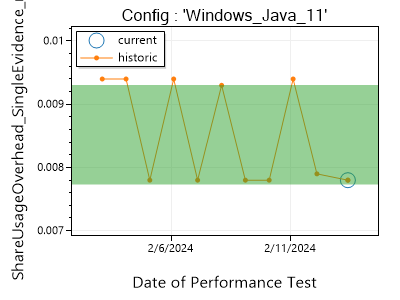 Config : 'Windows_Java_11'
ShareUsageOverhead_SingleEvidence_
current
historic
0.01
0.009
0.008
0.007
2/6/2024
2/11/2024
Date of Performance Test